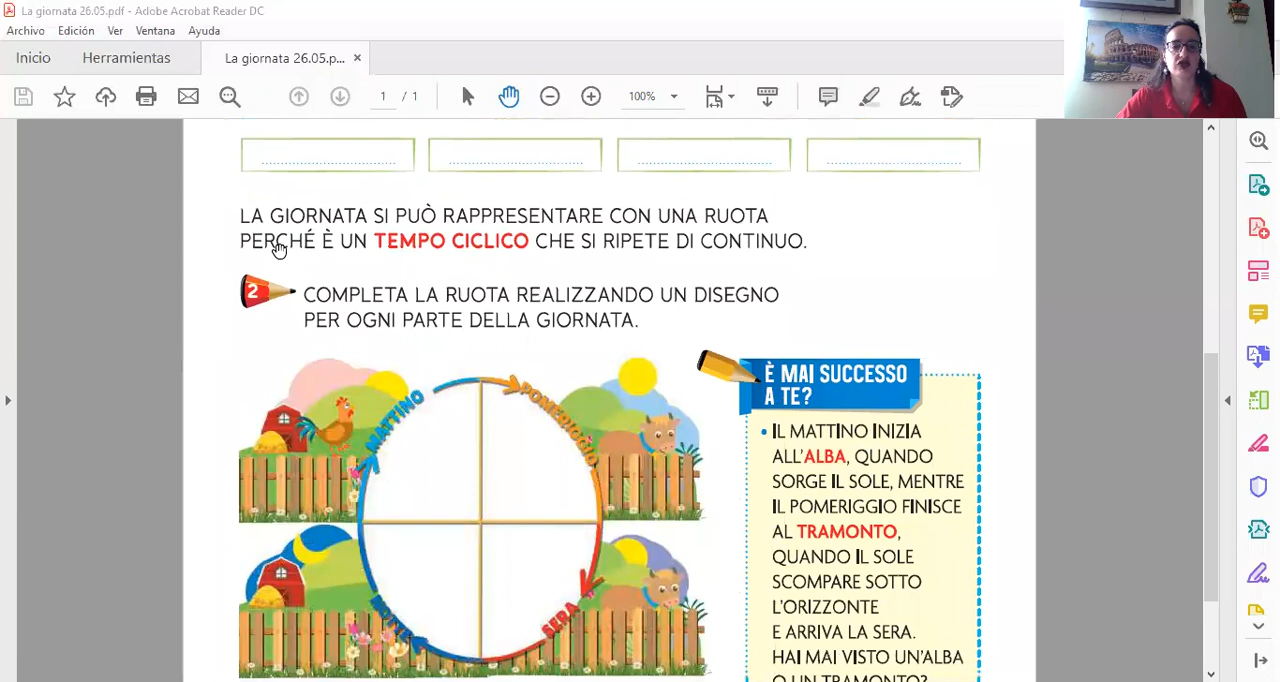 La giornata 26.05.pdf - Adobe Acrobat Reader DC
Archivo Edición Ver Ventana Ayuda
Inicio Herramientas La giornata 26.05.p... ×
1 / 1 100%
LA GIORNATA SI PUÒ RAPPRESENTARE CON UNA RUOTA
PERCHÉ È UN TEMPO CICLICO CHE SI RIPETE DI CONTINUO.
2 COMPLETA LA RUOTA REALIZZANDO UN DISEGNO
PER OGNI PARTE DELLA GIORNATA.
MATTINO
POMERIGGIO
SERA
NOTTE
È MAI SUCCESSO
A TE?
• IL MATTINO INIZIA
ALL'ALBA, QUANDO
SORGE IL SOLE, MENTRE
IL POMERIGGIO FINISCE
AL TRAMONTO,
QUANDO IL SOLE
SCOMPARE SOTTO
L'ORIZZONTE
E ARRIVA LA SERA.
HAI MAI VISTO UN'ALBA
O UN TRAMONTO?